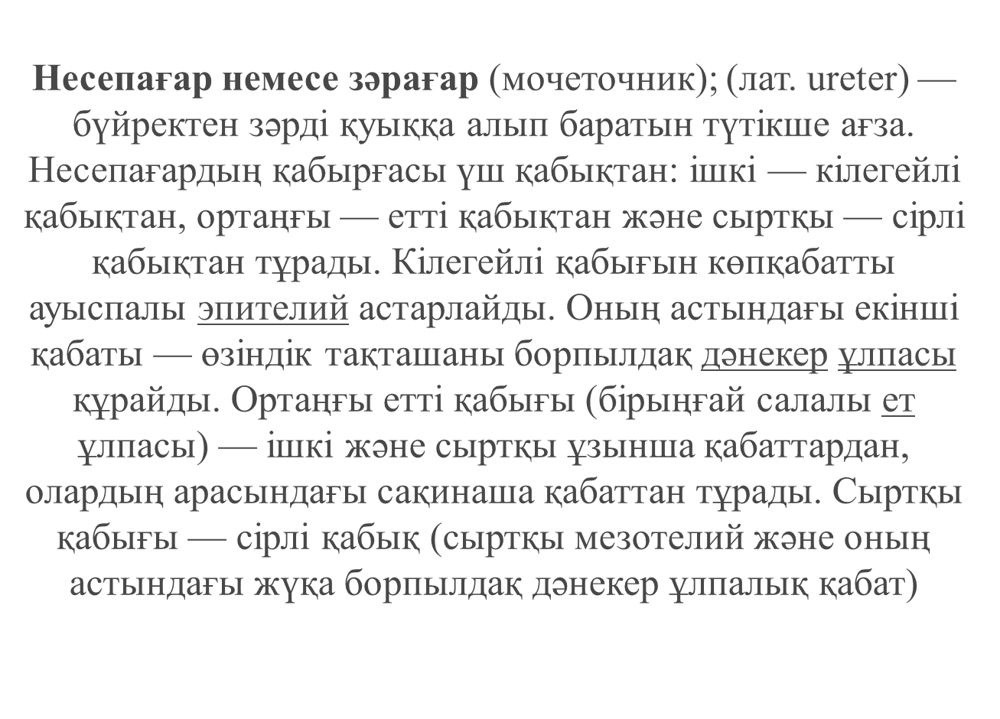 Несепағар немесе зәрағар (мочеточник); (лат. ureter) —
бүйректен зәрді қуыққа алып баратын түтікше ағза.
Несепағардың қабырғасы үш қабықтан: ішкі — кілегейлі
қабықтан, ортаңғы — етті қабықтан және сыртқы — сірлі
қабықтан тұрады. Кілегейлі қабығын көпқабатты
ауыспалы эпителий астарлайды. Оның астындағы екінші
қабаты — өзіндік тақташаны борпылдақ дәнекер ұлпасы
құрайды. Ортаңғы етті қабығы (бірыңғай салалы ет
ұлпасы) — ішкі және сыртқы ұзынша қабаттардан,
олардың арасындағы сақинаша қабаттан тұрады. Сыртқы
қабығы — сірлі қабық (сыртқы мезотелий және оның
астындағы жүқа борпылдақ дәнекер ұлпалық қабат)